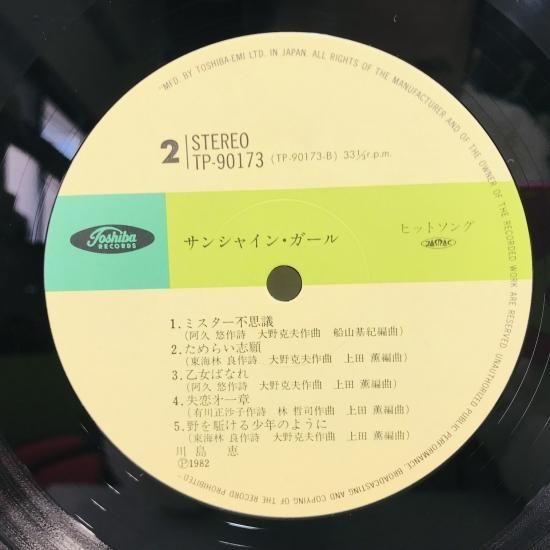 "MFD. BY TOSHIBA-EMI LTD. IN JAPAN. ALL RIGHTS OF THE MANUFACTURER AND OF THE OWNER OF THE RECORDED WORK ARE RESERVED UNAUTHORIZED PUBLIC PERFORMANCE, BROADCASTING AND COPYING OF THE RECORD PROHIBITED"
2 STEREO
TP-90173 (TP-90173-B) 33⅓r.p.m.
Toshiba
RECORDS
サンシャイン・ガール
ヒットソング
JASRAC
1. ミスター不思議
(阿久 悠作詩 大野克夫作曲 船山基紀編曲)
2. ためらい志願
(東海林 良作詩 大野克夫作曲 上田 薫編曲)
3. 乙女ばなれ
(阿久 悠作詩 大野克夫作曲 上田 薫編曲)
4. 失恋才一章
(有川正沙子作詩 林 哲司作曲 上田 薫編曲)
5. 野を駈ける少年のように
(東海林 良作詩 大野克夫作曲 上田 薫編曲)
川島 恵
Ⓟ1982